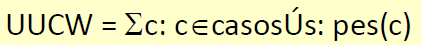 UUCW = Σc: c∈casosÚs: pes(c)